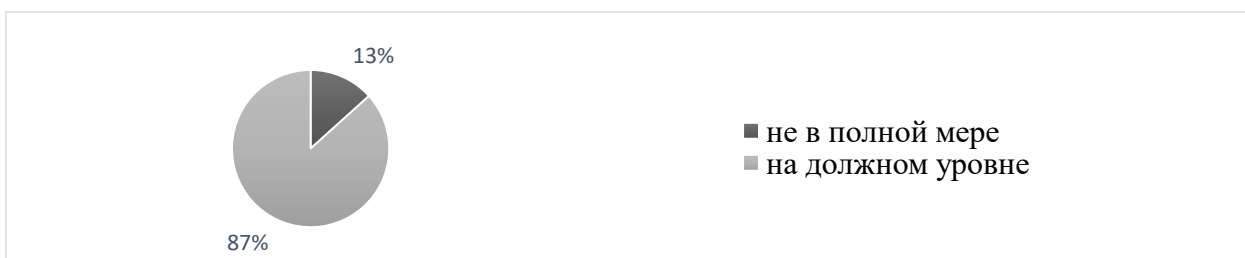 13%
не в полной мере
на должном уровне
87%